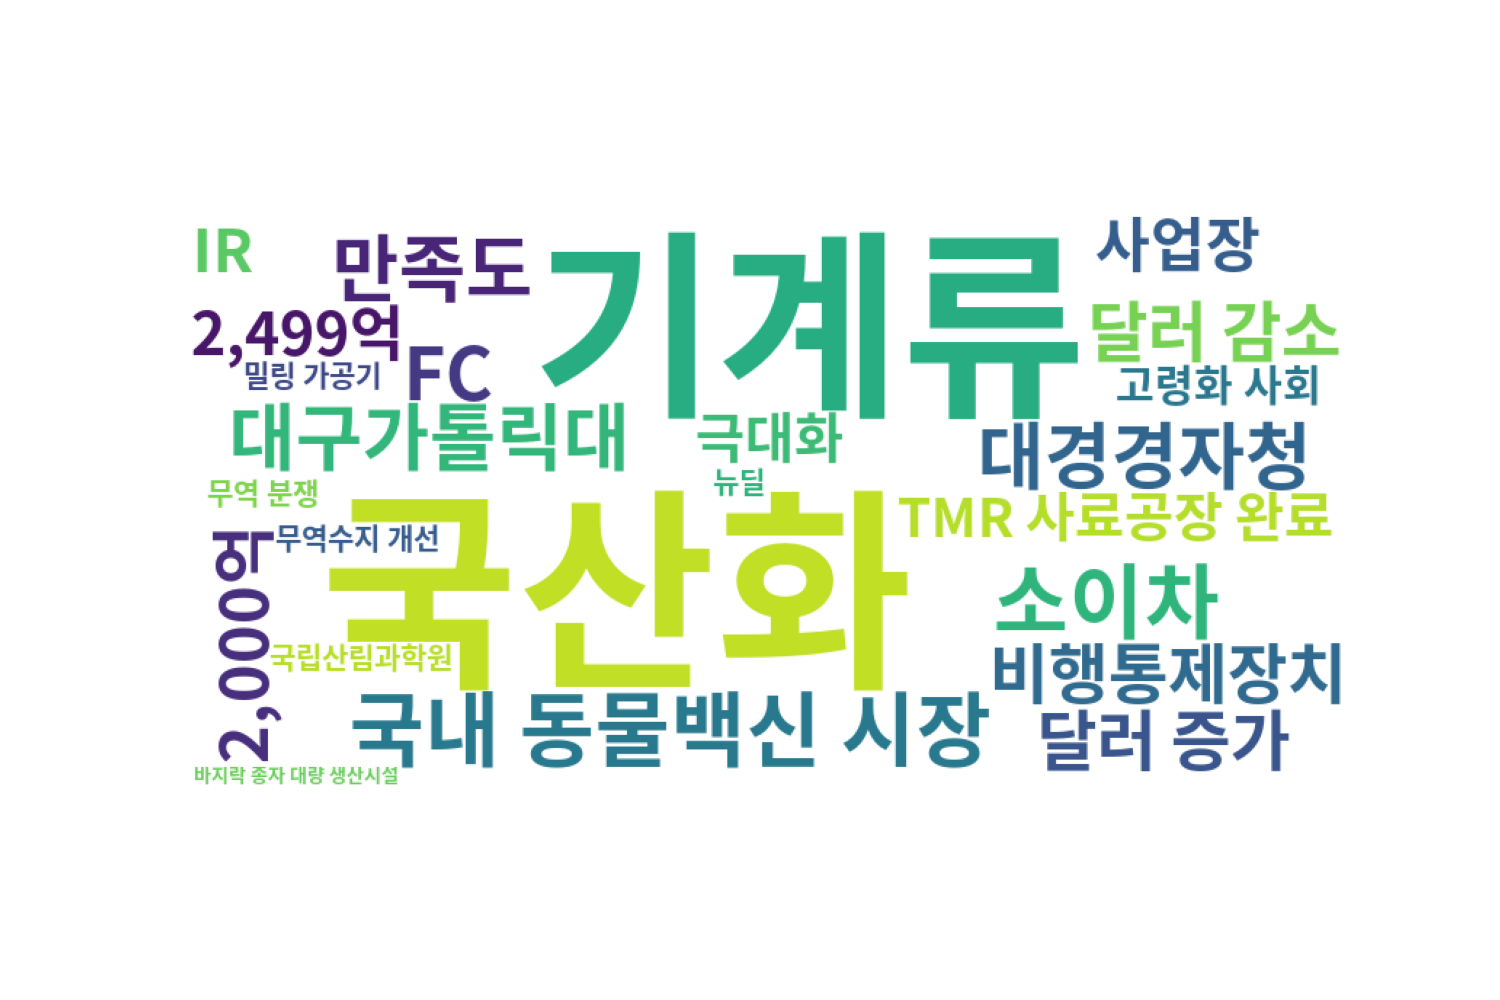 IR
만족도
기계류
사업장
2,499억
달러 감소
밀링 가공기
FC
고령화 사회
대구가톨릭대
극대화
대경경자청
뉴딜
무역 분쟁
TMR 사료공장 완료
무역수지 개선
국산화
2,000억
소이차
국립산림과학원
비행통제장치
국내 동물백신 시장
달러 증가
바지락 종자 대량 생산시설